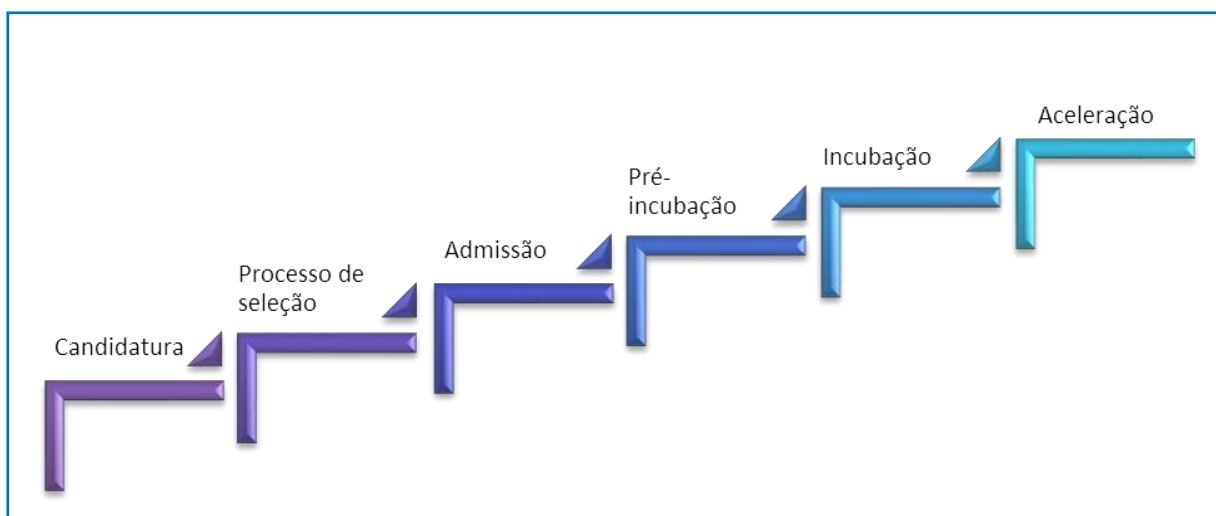 Candidatura
Processo de
seleção
Admissão
Pré-
incubação
Incubação
Aceleração